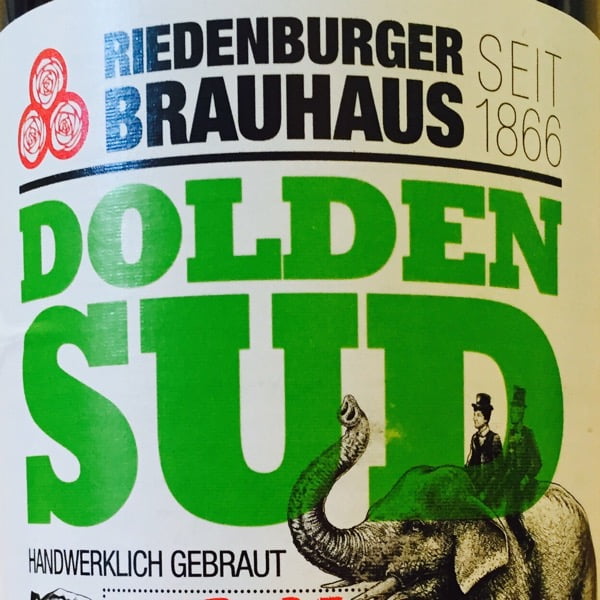 RIEDENBURGER
BRAUHAUS
SEIT
1866
DOLDEN
SUD
HANDWERKLICH GEBRAUT